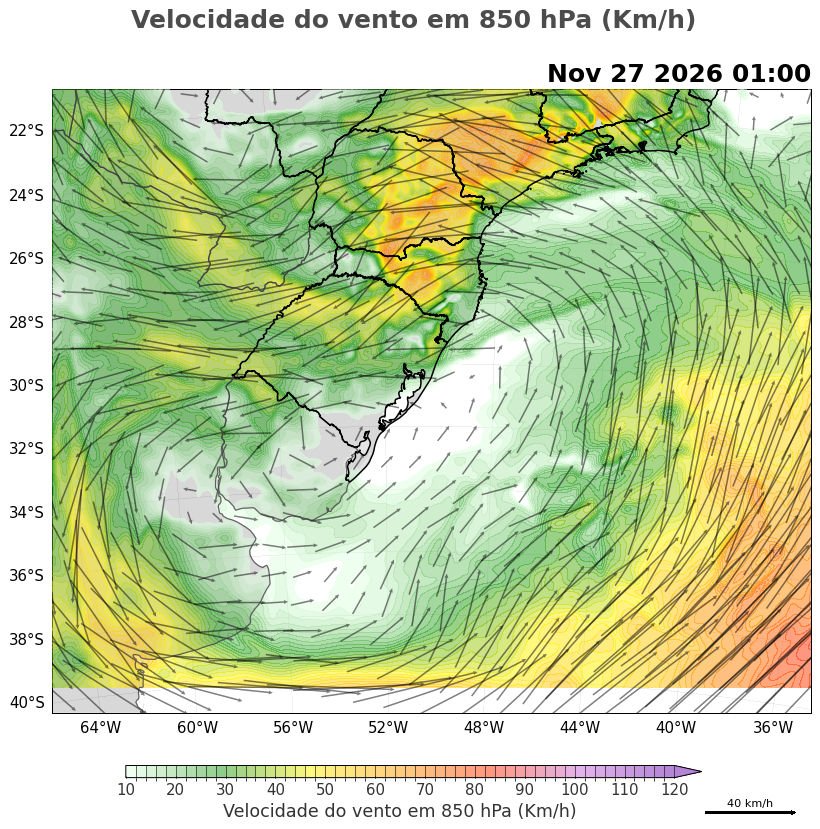 Velocidade do vento em 850 hPa (Km/h)
Nov 27 2026 01:00
22°S
24°S
26°S
28°S
30°S
32°S
34°S
36°S
38°S
40°S
64°W 60°W 56°W 52°W 48°W 44°W 40°W 36°W
10 20 30 40 50 60 70 80 90 100 110 120
Velocidade do vento em 850 hPa (Km/h)
40 km/h